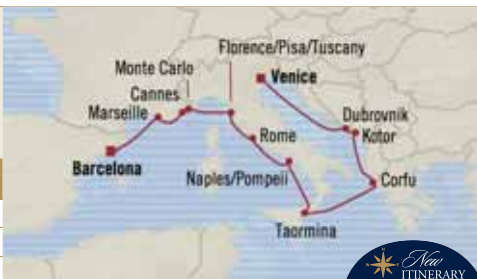 Florence/Pisa/Tuscany
Monte Carlo
Venice
Cannes
Marseille
Dubrovnik
Kotor
Rome
Barcelona
Naples/Pompeii
Corfu
Taormina
New
ITINERARY